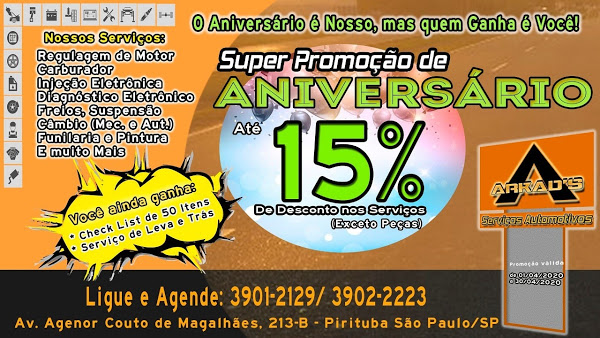 O Aniversário é Nosso, mas quem Ganha é Você!
Nossos Serviços:
Regulagem de Motor
Carburador
Injeção Eletrônica
Diagnóstico Eletrônico
Freios, Suspensão
Câmbio (Mec. e Aut.)
Funilaria e Pintura
E muito Mais
Super Promoção de
ANIVERSÁRIO
Até
15%
De Desconto nos Serviços
(Exceto Peças)
Você ainda ganha:
* Check List de 50 Itens
* Serviço de Leva e Trás
ARKAD'S
Serviços Automotivos
Promoção válida
de 01/04/2020
a 30/04/2020
Ligue e Agende: 3901-2129/ 3902-2223
Av. Agenor Couto de Magalhães, 213-B - Pirituba São Paulo/SP